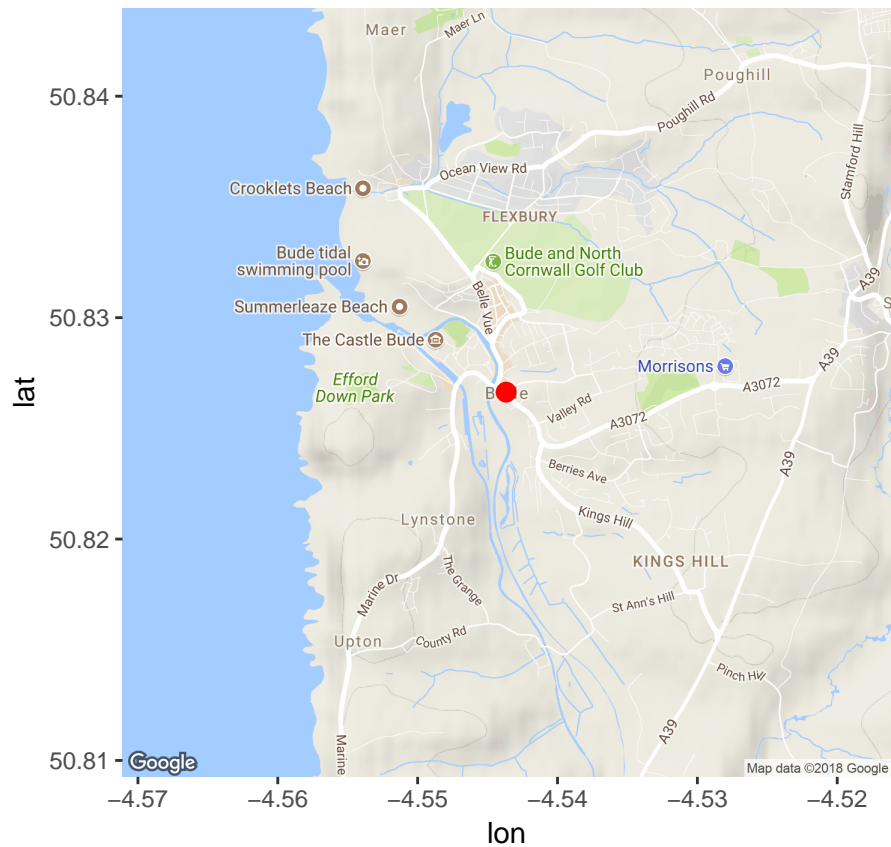 Maer
Maer Ln
Poughill
50.84
Poughill Rd
Stamford Hill
Ocean View Rd
Crooklets Beach
FLEXBURY
Bude tidal
swimming pool
Bude and North
Cornwall Golf Club
A39
Belle Vue
Summerleaze Beach
50.83
The Castle Bude
Morrisons
A39
Efford
Down Park
A3072
Valley Rd
A3072
Berries Ave
A39
Kings Hill
Lynstone
50.82
KINGS HILL
The Grange
Marine Dr
St Ann's Hill
Upton
County Rd
Pinch Hill
A39
Marine
50.81
Google
Map data ©2018 Google
−4.57
−4.56
−4.55
−4.54
−4.53
−4.52
lon
lat